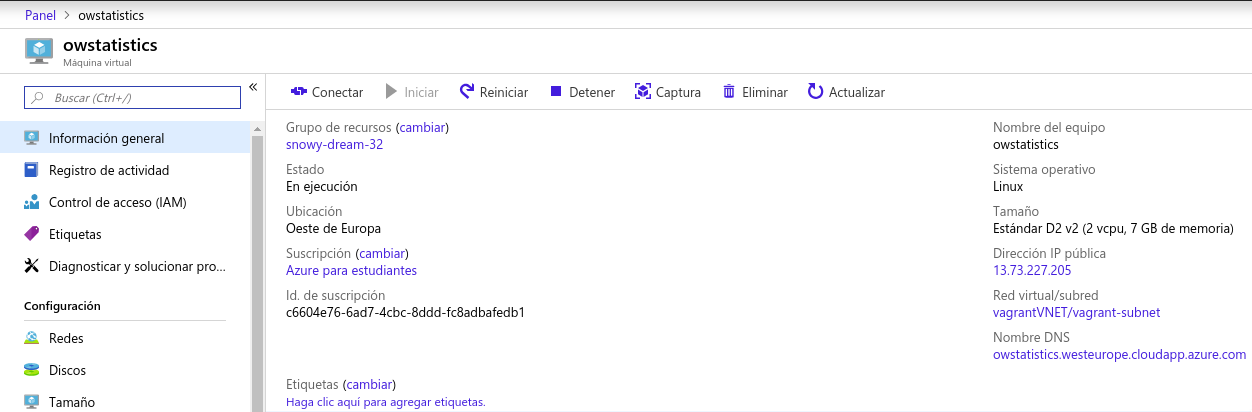 Panel > owstatistics
owstatistics
Máquina virtual
Buscar (Ctrl+/)
«
Información general
Registro de actividad
Control de acceso (IAM)
Etiquetas
Diagnosticar y solucionar pro...
Configuración
Redes
Discos
Tamaño
Conectar Iniciar Reiniciar Detener Captura Eliminar Actualizar
Grupo de recursos (cambiar)
snowy-dream-32
Estado
En ejecución
Ubicación
Oeste de Europa
Suscripción (cambiar)
Azure para estudiantes
Id. de suscripción
c6604e76-6ad7-4cbc-8ddd-fc8adbafedb1
Nombre del equipo
owstatistics
Sistema operativo
Linux
Tamaño
Estándar D2 v2 (2 vcpu, 7 GB de memoria)
Dirección IP pública
13.73.227.205
Red virtual/subred
vagrantVNET/vagrant-subnet
Nombre DNS
owstatistics.westeurope.cloudapp.azure.com
Etiquetas (cambiar)
Haga clic aquí para agregar etiquetas.